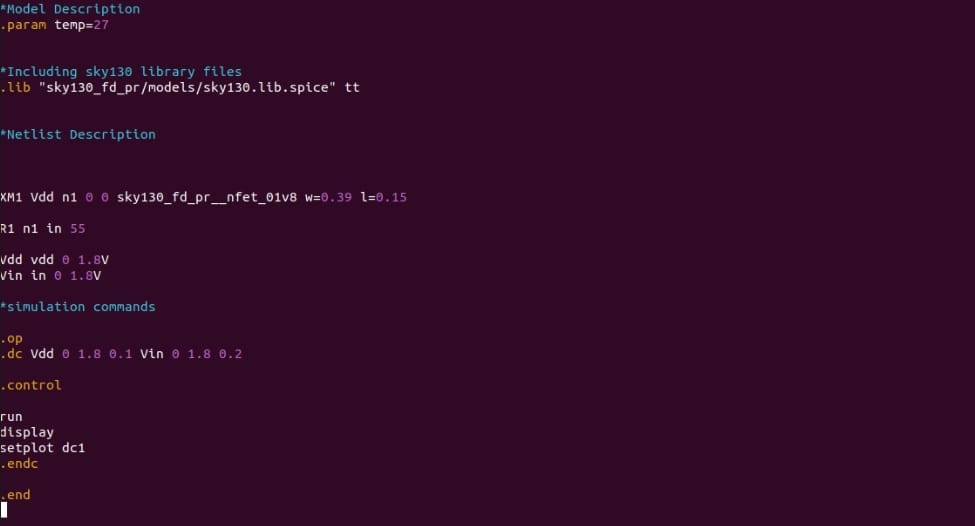 *Model Description
.param temp=27
*Including sky130 library files
.lib "sky130_fd_pr/models/sky130.lib.spice" tt
*Netlist Description
XM1 Vdd n1 0 0 sky130_fd_pr__nfet_01v8 w=0.39 l=0.15
R1 n1 in 55
Vdd vdd 0 1.8V
Vin in 0 1.8V
*simulation commands
.op
.dc Vdd 0 1.8 0.1 Vin 0 1.8 0.2
.control
run
display
setplot dc1
.endc
.end